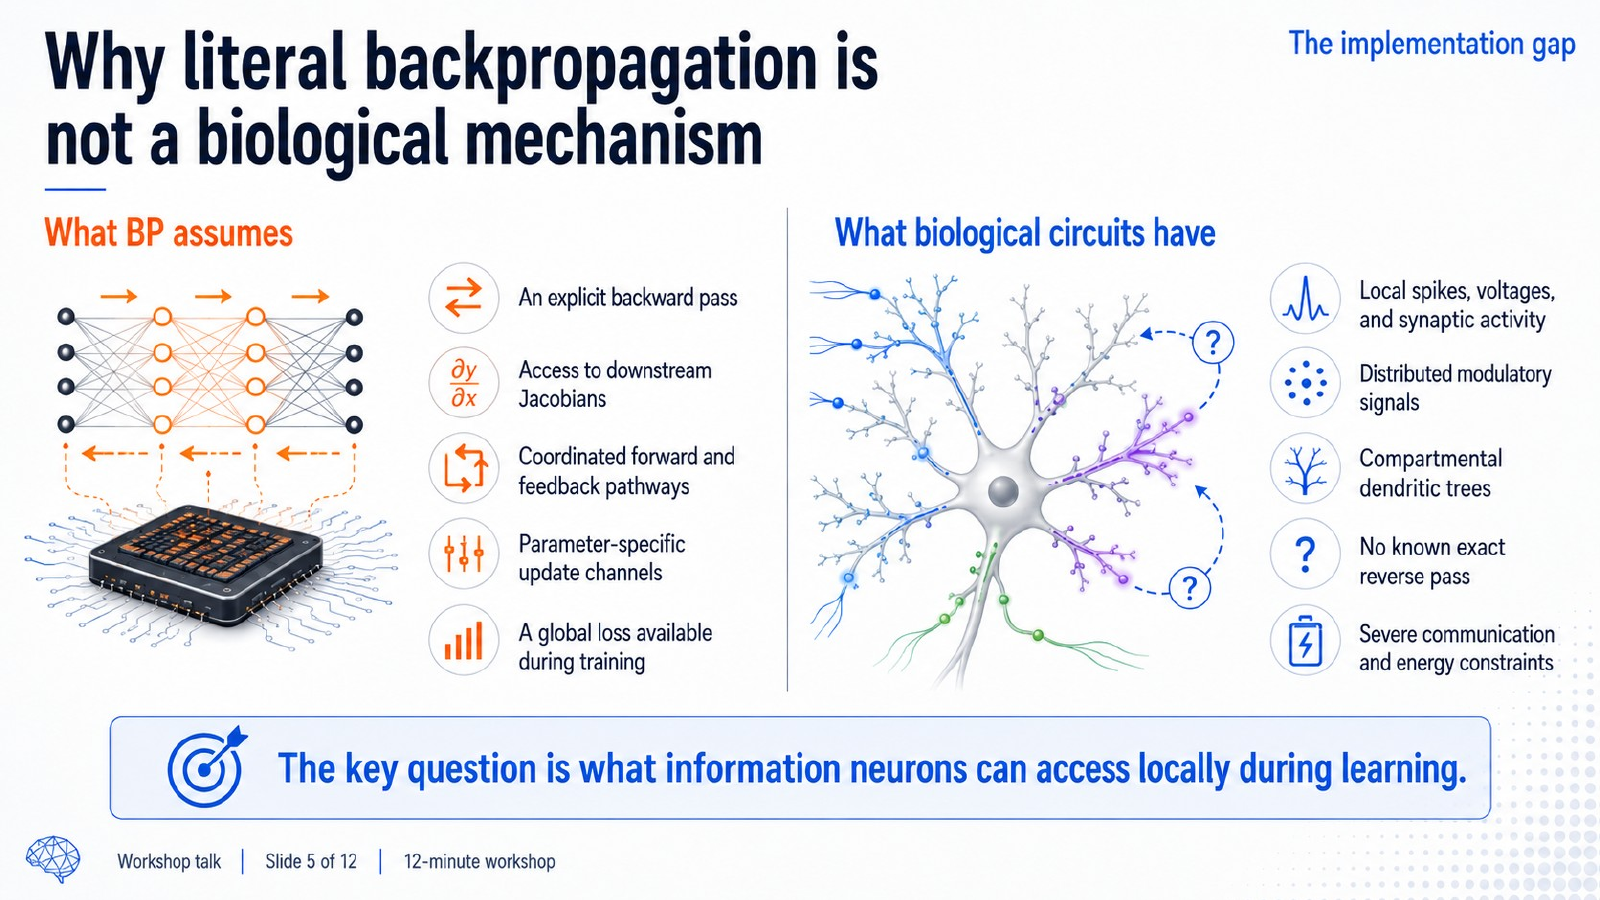 Why literal backpropagation is
not a biological mechanism
The implementation gap
What BP assumes
An explicit backward pass
∂y
∂x
Access to downstream
Jacobians
Coordinated forward and
feedback pathways
Parameter-specific
update channels
A global loss available
during training
What biological circuits have
?
?
Local spikes, voltages,
and synaptic activity
Distributed modulatory
signals
Compartmental
dendritic trees
?
No known exact
reverse pass
Severe communication
and energy constraints
The key question is what information neurons can access locally during learning.
Workshop talk | Slide 5 of 12 | 12-minute workshop